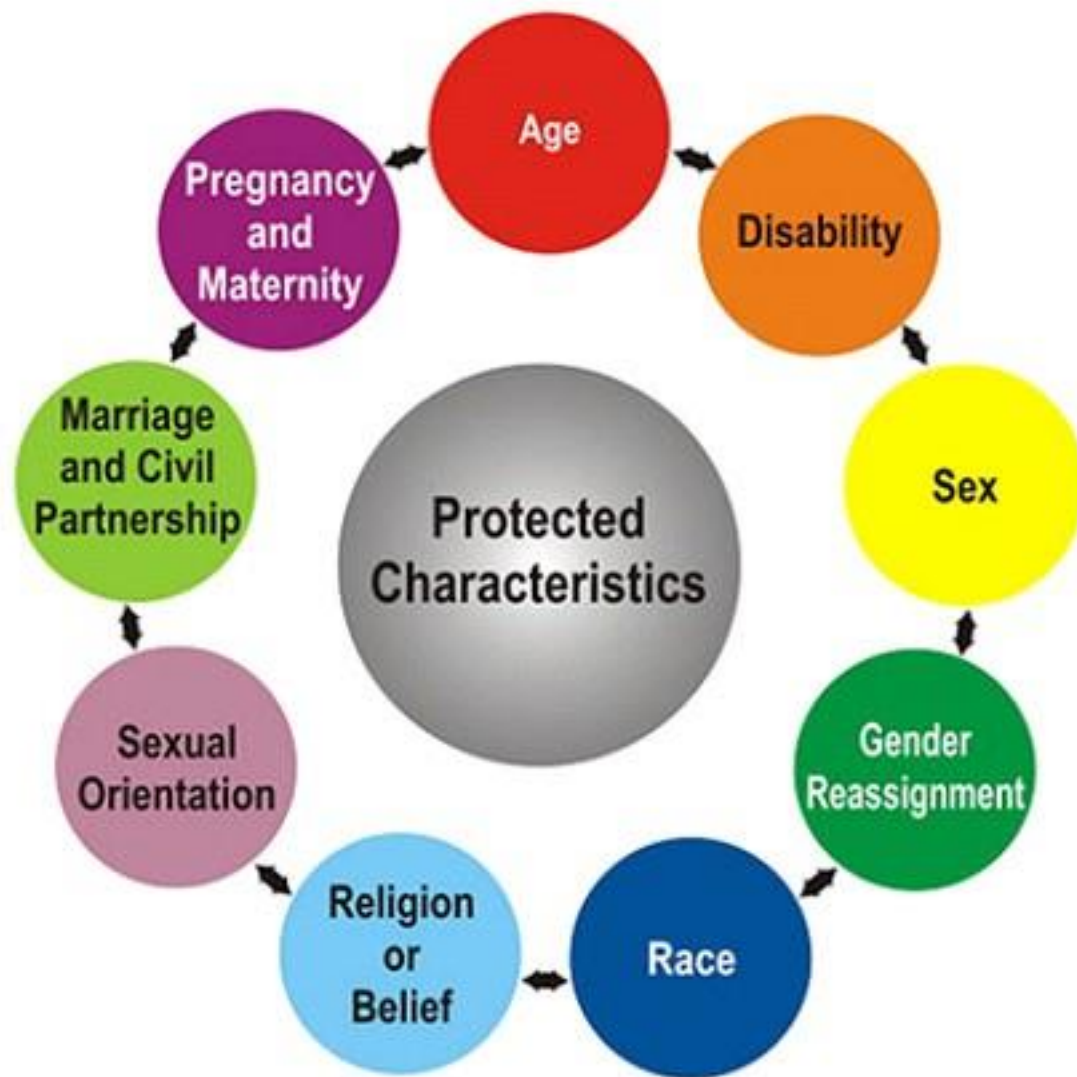 Age
Disability
Sex
Gender
Reassignment
Race
Religion
or
Belief
Sexual
Orientation
Marriage
and Civil
Partnership
Pregnancy
and
Maternity
Protected
Characteristics